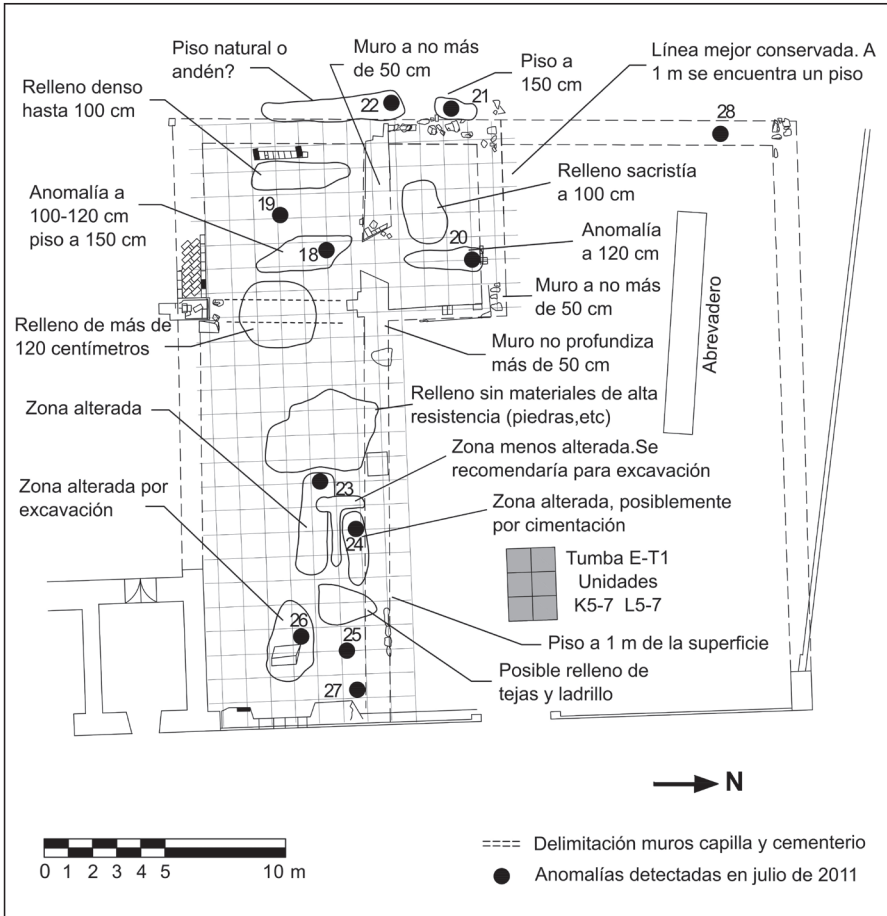 Piso natural o
andén?
Muro a no más
de 50 cm
Piso a
150 cm
Línea mejor conservada. A
1 m se encuentra un piso
Relleno denso
hasta 100 cm
22
21
28
Relleno sacristía
a 100 cm
Anomalía a
100-120 cm
piso a 150 cm
19
18
20
Anomalía
a 120 cm
Muro a no más
de 50 cm
Abrevadero
Relleno de más de
120 centímetros
Muro no profundiza
más de 50 cm
Zona alterada
Relleno sin materiales de alta
resistencia (piedras,etc)
Zona menos alterada.Se
recomendaría para excavación
Zona alterada por
excavación
23
Zona alterada, posiblemente
por cimentación
24
Tumba E-T1
Unidades
K5-7 L5-7
26
25
27
Piso a 1 m de la superficie
Posible relleno de
tejas y ladrillo
N
0 1 2 3 4 5 10 m
Delimitación muros capilla y cementerio
Anomalías detectadas en julio de 2011